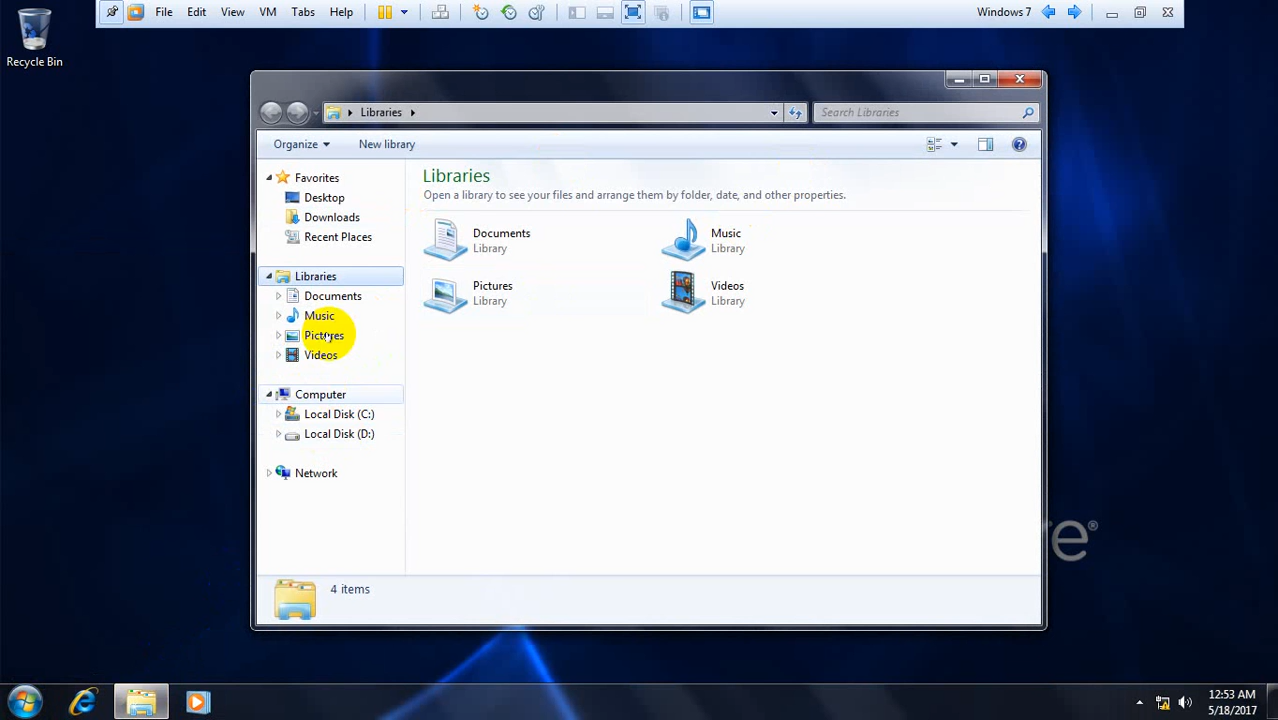 File Edit View VM Tabs Help
Windows 7
Recycle Bin
Libraries
Search Libraries
Organize
New library
Favorites
Desktop
Downloads
Recent Places
Libraries
Documents
Music
Pictures
Videos
Computer
Local Disk (C:)
Local Disk (D:)
Network
Libraries
Open a library to see your files and arrange them by folder, date, and other properties.
Documents
Library
Music
Library
Pictures
Library
Videos
Library
4 items
12:53 AM
5/18/2017